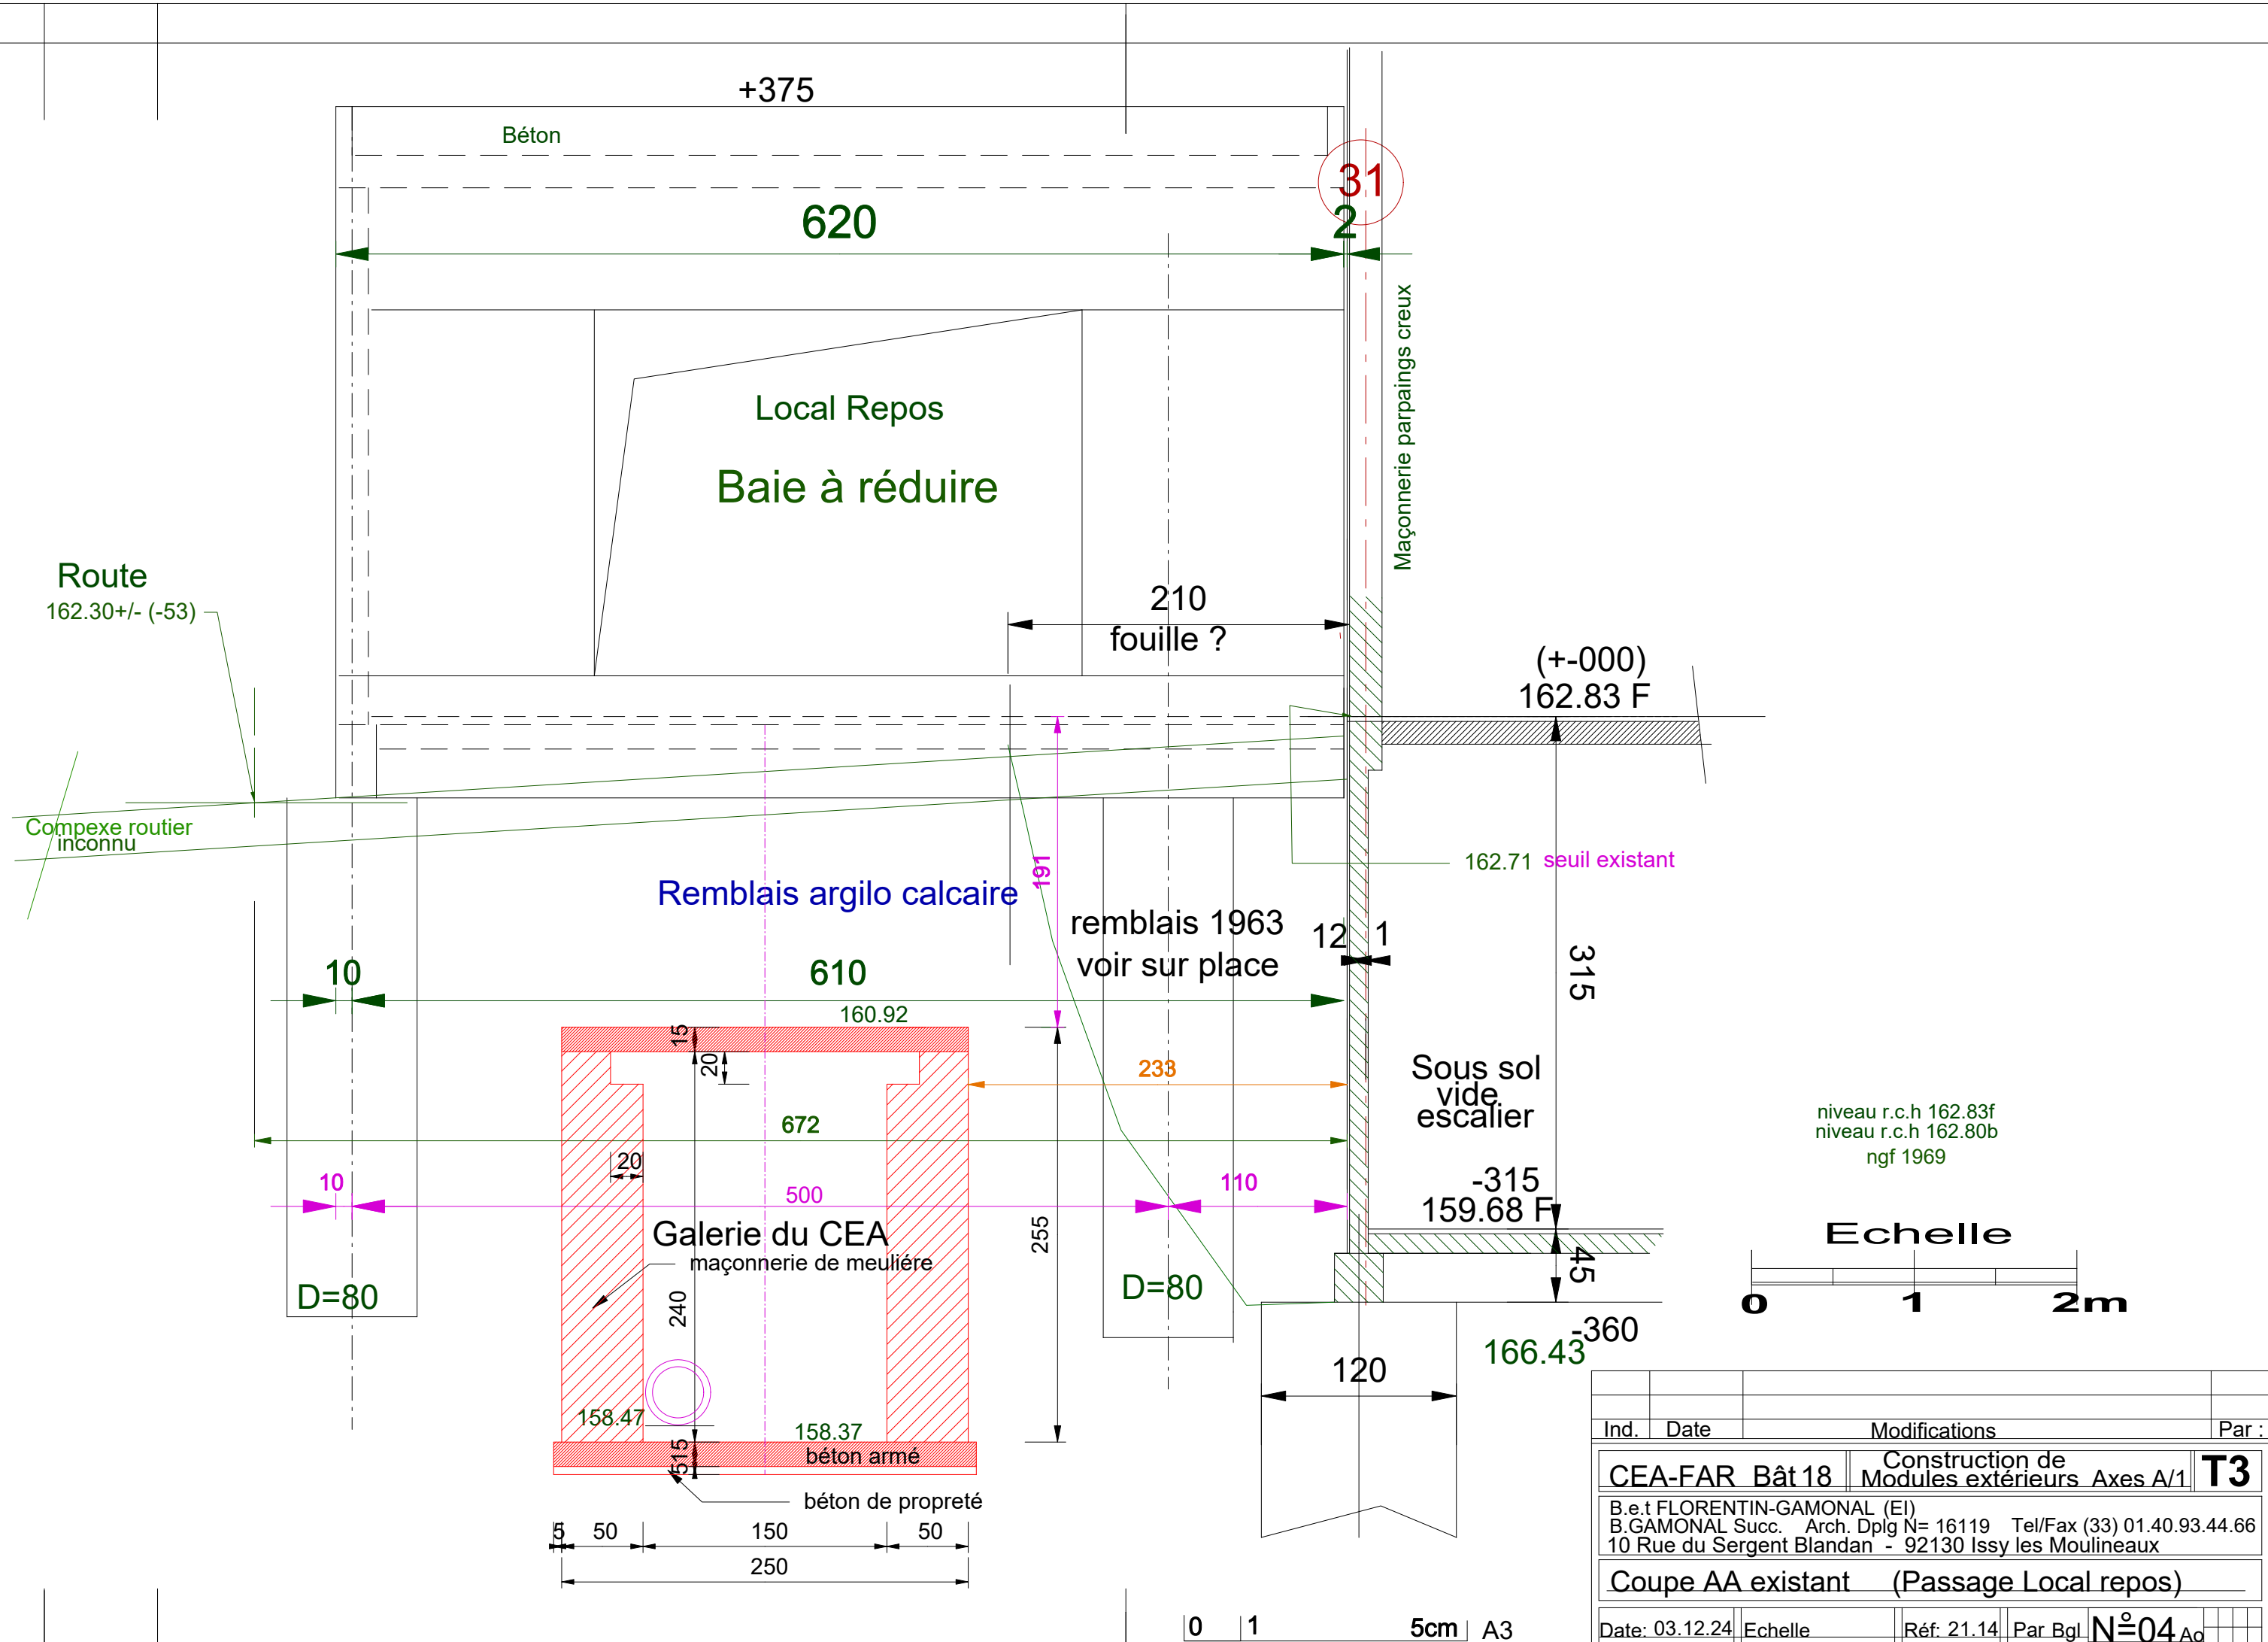 +375
Béton
31
620
2
Maçonnerie parpaings creux
Local Repos
Baie à réduire
Route
162.30+/- (-53)
210
fouille ?
(+-000)
162.83 F
Compexe routier
inconnu
162.71 seuil existant
191
Remblais argilo calcaire
remblais 1963
voir sur place
12
1
315
10
610
160.92
15
20
233
Sous sol
vide
escalier
672
niveau r.c.h 162.83f
niveau r.c.h 162.80b
ngf 1969
20
10
500
110
-315
159.68 F
255
Galerie du CEA
maçonnerie de meuliére
Echelle
0 1 2m
45
D=80
D=80
240
-360
166.43
120
158.47
158.37
515
béton armé
béton de propreté
5
50
150
50
250
Ind. Date Modifications Par :
CEA-FAR Bât 18
Construction de
Modules extérieurs Axes A/1
T3
B.e.t FLORENTIN-GAMONAL (EI)
B.GAMONAL Succ. Arch. Dplg N= 16119 Tel/Fax (33) 01.40.93.44.66
10 Rue du Sergent Blandan - 92130 Issy les Moulineaux
Coupe AA existant (Passage Local repos)
Date: 03.12.24 Echelle Réf: 21.14 Par Bgl N°=04 Ao
0 1 5cm A3